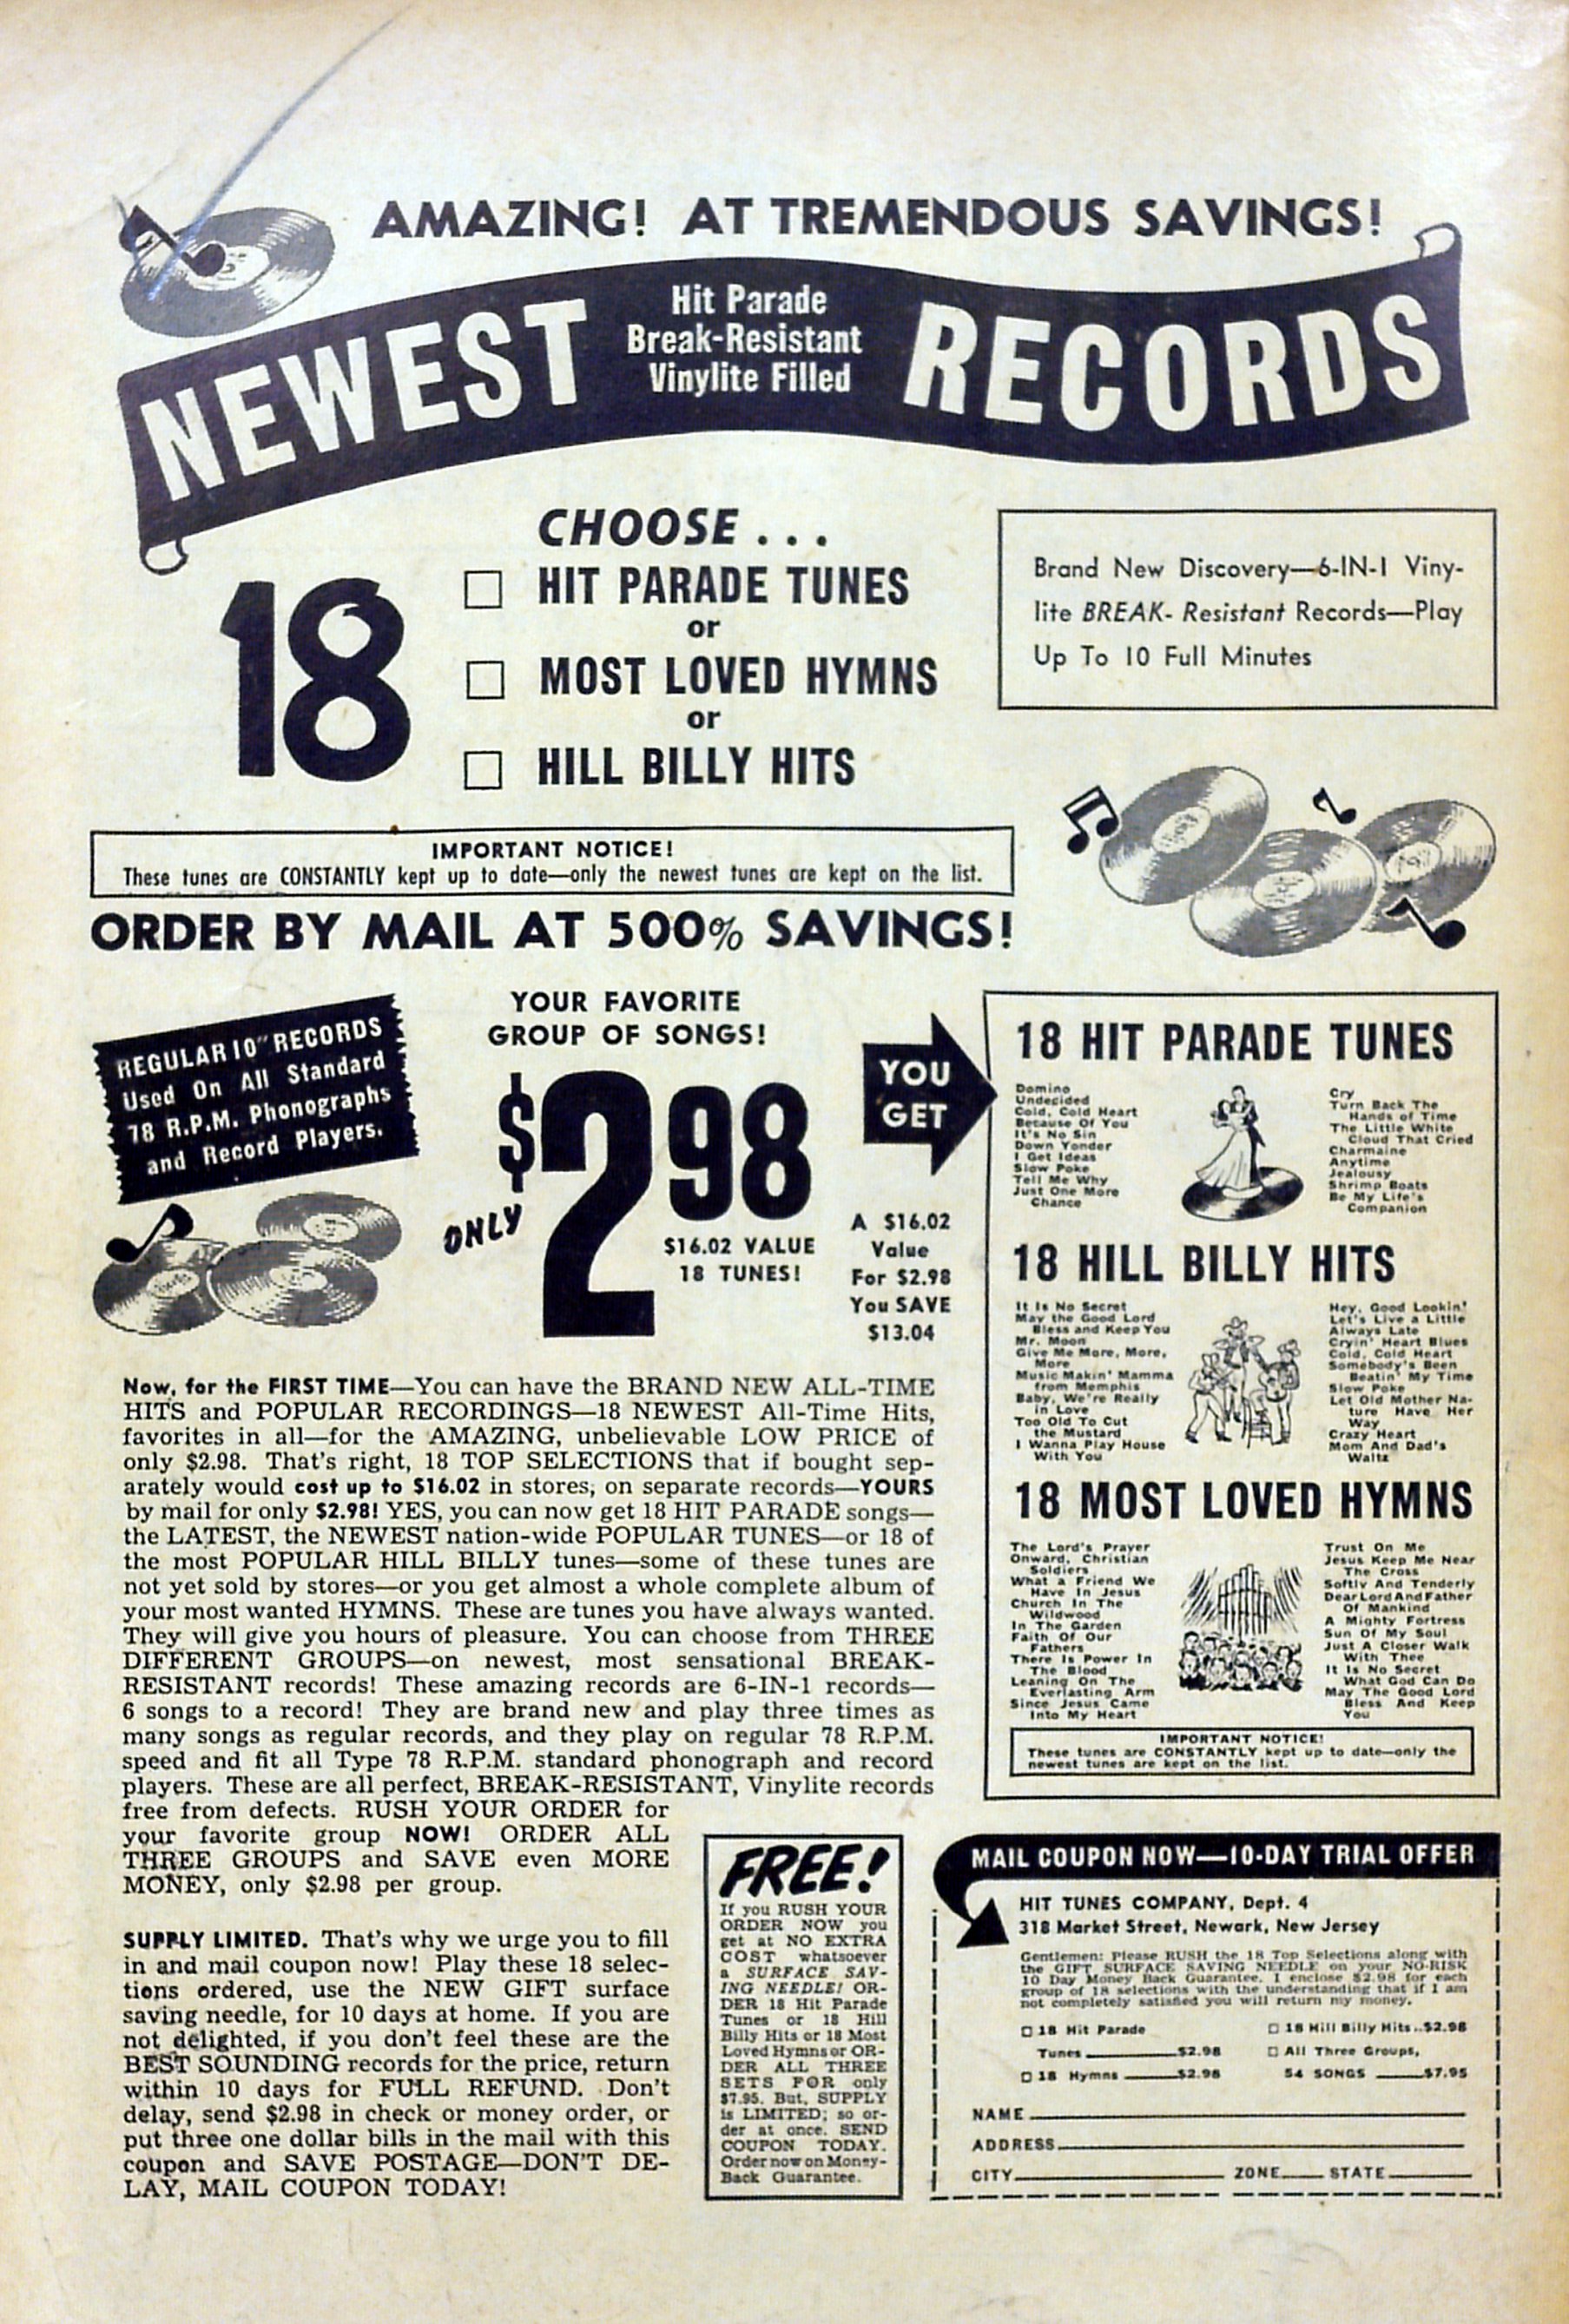 AMAZING! AT TREMENDOUS SAVINGS!
NEWEST
Hit Parade
Break-Resistant
Vinylite Filled
RECORDS
CHOOSE . . .
18
☐ HIT PARADE TUNES
or
☐ MOST LOVED HYMNS
or
☐ HILL BILLY HITS
Brand New Discovery—6-IN-1 Viny-
lite BREAK- Resistant Records—Play
Up To 10 Full Minutes
IMPORTANT NOTICE!
These tunes are CONSTANTLY kept up to date—only the newest tunes are kept on the list.
ORDER BY MAIL AT 500% SAVINGS!
REGULAR 10" RECORDS
Used On All Standard
78 R.P.M. Phonographs
and Record Players.
YOUR FAVORITE
GROUP OF SONGS!
ONLY
$2.98
$16.02 VALUE
18 TUNES!
YOU
GET
A $16.02
Value
For $2.98
You SAVE
$13.04
18 HIT PARADE TUNES
Domino
Undecided
Cold, Cold Heart
Because Of You
It's No Sin
Down Yonder
I Get Ideas
Slow Poke
Tell Me Why
Just One More
Chance
Cry
Turn Back The
Hands of Time
The Little White
Cloud That Cried
Charmaine
Anytime
Jealousy
Shrimp Boats
Be My Life's
Companion
18 HILL BILLY HITS
It Is No Secret
May the Good Lord
Bless and Keep You
Mr. Moon
Give Me More, More,
More
Music Makin' Mamma
from Memphis
Baby, We're Really
in Love
Too Old To Cut
the Mustard
I Wanna Play House
With You
Hey, Good Lookin'
Let's Live a Little
Always Late
Cryin' Heart Blues
Cold, Cold Heart
Somebody's Been
Beatin' My Time
Slow Poke
Let Old Mother Na-
ture Have Her
Way
Crazy Heart
Mom And Dad's
Waltz
18 MOST LOVED HYMNS
The Lord's Prayer
Onward, Christian
Soldiers
What a Friend We
Have In Jesus
Church In The
Wildwood
In The Garden
Faith Of Our
Fathers
There Is Power In
The Blood
Leaning On The
Everlasting Arm
Since Jesus Came
Into My Heart
Trust On Me
Jesus Keep Me Near
The Cross
Softly And Tenderly
Dear Lord And Father
Of Mankind
A Mighty Fortress
Sun Of My Soul
Just A Closer Walk
With Thee
It Is No Secret
What God Can Do
May The Good Lord
Bless And Keep
You
IMPORTANT NOTICE!
These tunes are CONSTANTLY kept up to date—only the
newest tunes are kept on the list.
Now, for the FIRST TIME—You can have the BRAND NEW ALL-TIME
HITS and POPULAR RECORDINGS—18 NEWEST All-Time Hits,
favorites in all—for the AMAZING, unbelievable LOW PRICE of
only $2.98. That's right, 18 TOP SELECTIONS that if bought sep-
arately would cost up to $16.02 in stores, on separate records—YOURS
by mail for only $2.98! YES, you can now get 18 HIT PARADE songs—
the LATEST, the NEWEST nation-wide POPULAR TUNES—or 18 of
the most POPULAR HILL BILLY tunes—some of these tunes are
not yet sold by stores—or you get almost a whole complete album of
your most wanted HYMNS. These are tunes you have always wanted.
They will give you hours of pleasure. You can choose from THREE
DIFFERENT GROUPS—on newest, most sensational BREAK-
RESISTANT records! These amazing records are 6-IN-1 records—
6 songs to a record! They are brand new and play three times as
many songs as regular records, and they play on regular 78 R.P.M.
speed and fit all Type 78 R.P.M. standard phonograph and record
players. These are all perfect, BREAK-RESISTANT, Vinylite records
free from defects. RUSH YOUR ORDER for
your favorite group NOW! ORDER ALL
THREE GROUPS and SAVE even MORE
MONEY, only $2.98 per group.
SUPPLY LIMITED. That's why we urge you to fill
in and mail coupon now! Play these 18 selec-
tions ordered, use the NEW GIFT surface
saving needle, for 10 days at home. If you are
not delighted, if you don't feel these are the
BEST SOUNDING records for the price, return
within 10 days for FULL REFUND. Don't
delay, send $2.98 in check or money order, or
put three one dollar bills in the mail with this
coupon and SAVE POSTAGE—DON'T DE-
LAY, MAIL COUPON TODAY!
FREE!
If you RUSH YOUR
ORDER NOW you
get at NO EXTRA
COST whatsoever
a SURFACE SAV-
ING NEEDLE! OR-
DER 18 Hit Parade
Tunes or 18 Hill
Billy Hits or 18 Most
Loved Hymns or OR-
DER ALL THREE
SETS FOR only
$7.95. But, SUPPLY
is LIMITED; so or-
der at once. SEND
COUPON TODAY.
Order now on Money-
Back Guarantee.
MAIL COUPON NOW—10-DAY TRIAL OFFER
HIT TUNES COMPANY, Dept. 4
318 Market Street, Newark, New Jersey
Gentlemen: Please RUSH the 18 Top Selections along with
the GIFT SURFACE SAVING NEEDLE on your NO-RISK
10 Day Money Back Guarantee. I enclose $2.98 for each
group of 18 selections with the understanding that if I am
not completely satisfied you will return my money.
☐ 18 Hit Parade
Tunes $2.98
☐ 18 Hymns $2.98
☐ 18 Hill Billy Hits..$2.98
☐ All Three Groups,
54 SONGS $7.95
NAME
ADDRESS
CITY ZONE STATE